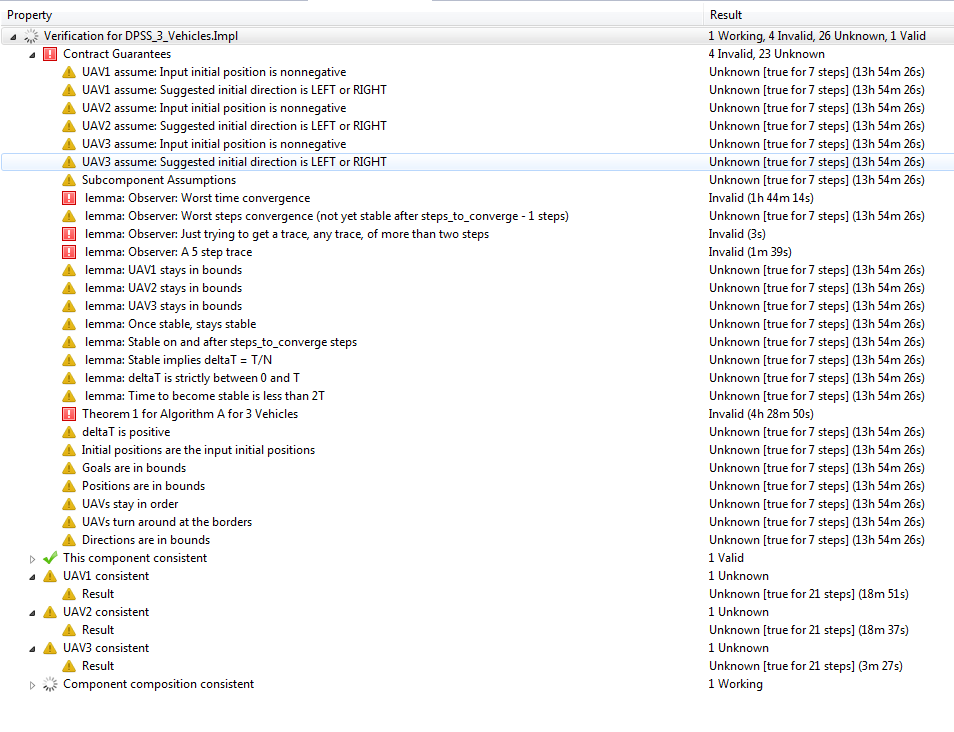 Property Result
Verification for DPSS_3_Vehicles.Impl 1 Working, 4 Invalid, 26 Unknown, 1 Valid
Contract Guarantees 4 Invalid, 23 Unknown
UAV1 assume: Input initial position is nonnegative Unknown [true for 7 steps] (13h 54m 26s)
UAV1 assume: Suggested initial direction is LEFT or RIGHT Unknown [true for 7 steps] (13h 54m 26s)
UAV2 assume: Input initial position is nonnegative Unknown [true for 7 steps] (13h 54m 26s)
UAV2 assume: Suggested initial direction is LEFT or RIGHT Unknown [true for 7 steps] (13h 54m 26s)
UAV3 assume: Input initial position is nonnegative Unknown [true for 7 steps] (13h 54m 26s)
UAV3 assume: Suggested initial direction is LEFT or RIGHT Unknown [true for 7 steps] (13h 54m 26s)
Subcomponent Assumptions Unknown [true for 7 steps] (13h 54m 26s)
lemma: Observer: Worst time convergence Invalid (1h 44m 14s)
lemma: Observer: Worst steps convergence (not yet stable after steps_to_converge - 1 steps) Unknown [true for 7 steps] (13h 54m 26s)
lemma: Observer: Just trying to get a trace, any trace, of more than two steps Invalid (3s)
lemma: Observer: A 5 step trace Invalid (1m 39s)
lemma: UAV1 stays in bounds Unknown [true for 7 steps] (13h 54m 26s)
lemma: UAV2 stays in bounds Unknown [true for 7 steps] (13h 54m 26s)
lemma: UAV3 stays in bounds Unknown [true for 7 steps] (13h 54m 26s)
lemma: Once stable, stays stable Unknown [true for 7 steps] (13h 54m 26s)
lemma: Stable on and after steps_to_converge steps Unknown [true for 7 steps] (13h 54m 26s)
lemma: Stable implies deltaT = T/N Unknown [true for 7 steps] (13h 54m 26s)
lemma: deltaT is strictly between 0 and T Unknown [true for 7 steps] (13h 54m 26s)
lemma: Time to become stable is less than 2T Unknown [true for 7 steps] (13h 54m 26s)
Theorem 1 for Algorithm A for 3 Vehicles Invalid (4h 28m 50s)
deltaT is positive Unknown [true for 7 steps] (13h 54m 26s)
Initial positions are the input initial positions Unknown [true for 7 steps] (13h 54m 26s)
Goals are in bounds Unknown [true for 7 steps] (13h 54m 26s)
Positions are in bounds Unknown [true for 7 steps] (13h 54m 26s)
UAVs stay in order Unknown [true for 7 steps] (13h 54m 26s)
UAVs turn around at the borders Unknown [true for 7 steps] (13h 54m 26s)
Directions are in bounds Unknown [true for 7 steps] (13h 54m 26s)
This component consistent 1 Valid
UAV1 consistent 1 Unknown
Result Unknown [true for 21 steps] (18m 51s)
UAV2 consistent 1 Unknown
Result Unknown [true for 21 steps] (18m 37s)
UAV3 consistent 1 Unknown
Result Unknown [true for 21 steps] (3m 27s)
Component composition consistent 1 Working